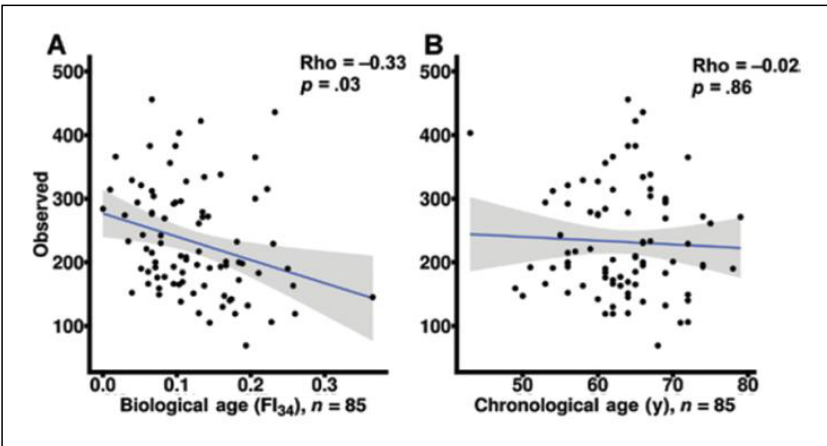 A
Rho = –0.33
p = .03
Observed
500
400
300
200
100
0.0 0.1 0.2 0.3
Biological age (FI34), n = 85
B
Rho = –0.02
p = .86
500
400
300
200
100
50 60 70 80
Chronological age (y), n = 85